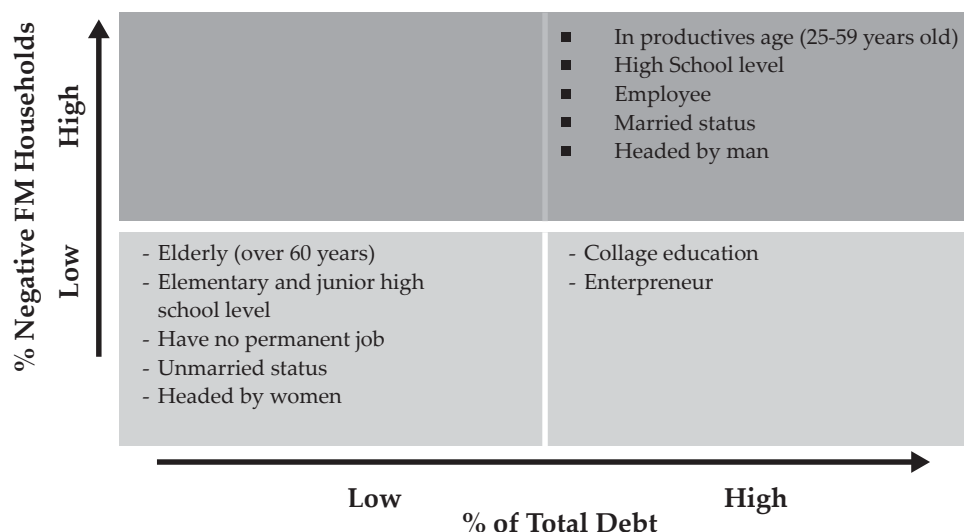 % Negative FM Households
High
Low
■ In productives age (25-59 years old)
■ High School level
■ Employee
■ Married status
■ Headed by man
- Elderly (over 60 years)
- Elementary and junior high
school level
- Have no permanent job
- Unmarried status
- Headed by women
- Collage education
- Enterpreneur
Low
High
% of Total Debt